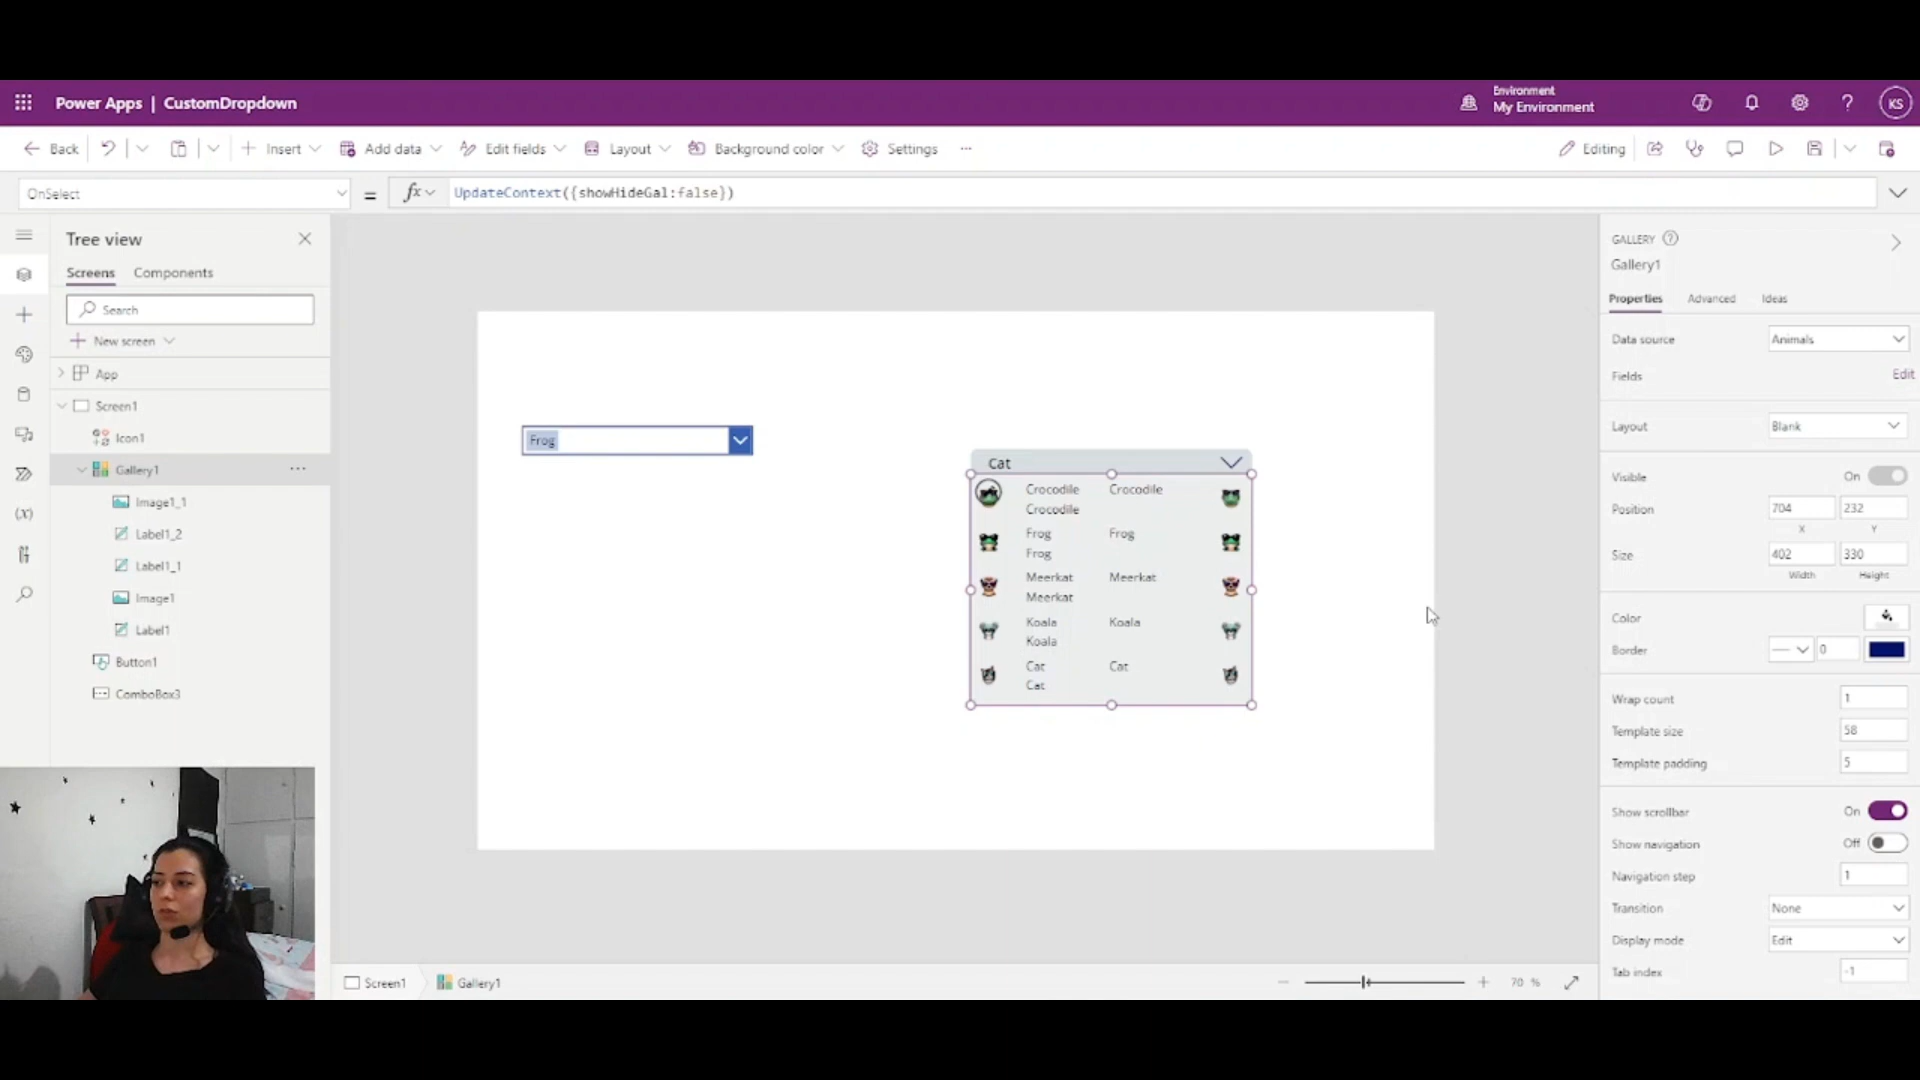 Power Apps | CustomDropdown
Environment
My Environment
KS
Back
Insert
Add data
Edit fields
Layout
Background color
Settings
Editing
OnSelect
=
fx
UpdateContext({showHideGal:false})
Tree view
Screens
Components
Search
New screen
App
Screen1
Icon1
Gallery1
Image1_1
Label1_2
Label1_1
Image1
Label1
Button1
ComboBox3
Frog
Cat
Crocodile
Crocodile
Crocodile
Frog
Frog
Frog
Meerkat
Meerkat
Meerkat
Koala
Koala
Koala
Cat
Cat
Cat
GALLERY
Gallery1
Properties
Advanced
Ideas
Data source
Animals
Fields
Edit
Layout
Blank
Visible
On
Position
704
232
X
Y
Size
402
330
Width
Height
Color
Border
0
Wrap count
1
Template size
58
Template padding
5
Show scrollbar
On
Show navigation
Off
Navigation step
1
Transition
None
Display mode
Edit
Tab index
-1
Screen1
Gallery1
70 %